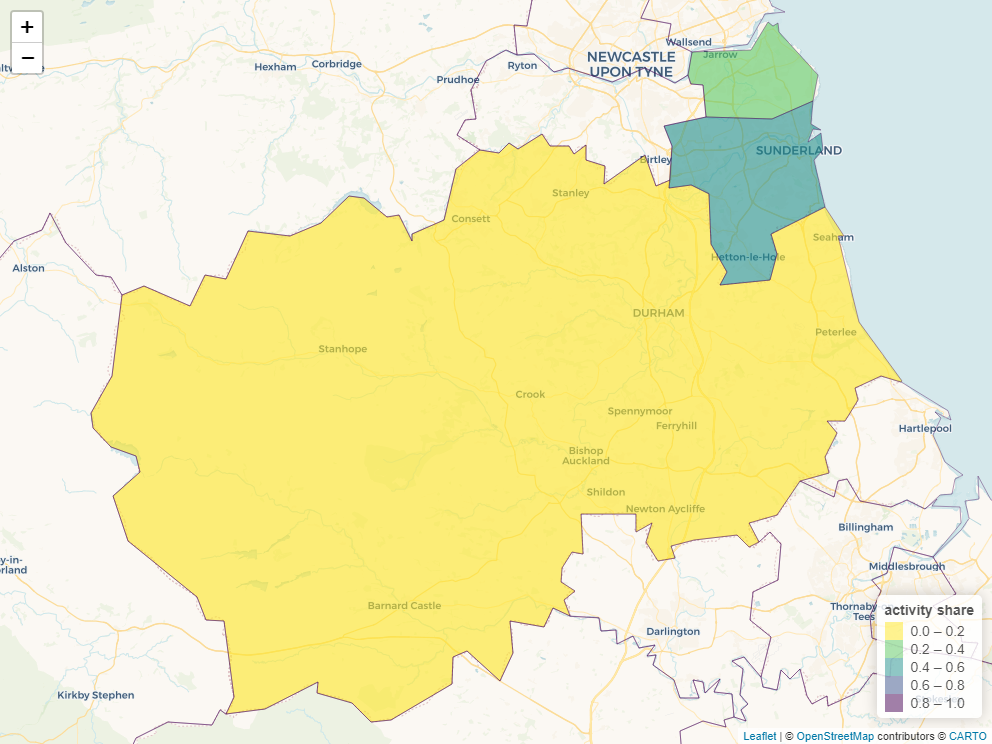 +
−
Wallsend
Jarrow
NEWCASTLE
UPON TYNE
Hexham
Corbridge
Ryton
Prudhoe
SUNDERLAND
Birtley
Stanley
Consett
Seaham
Hetton-le-Hole
Alston
DURHAM
Peterlee
Stanhope
Crook
Spennymoor
Ferryhill
Hartlepool
Bishop
Auckland
Shildon
Newton Aycliffe
Billingham
y-in-
rland
Middlesbrough
Barnard Castle
Thornaby
Tees
Darlington
Kirkby Stephen
activity share
0.0 – 0.2
0.2 – 0.4
0.4 – 0.6
0.6 – 0.8
0.8 – 1.0
Leaflet | © OpenStreetMap contributors © CARTO